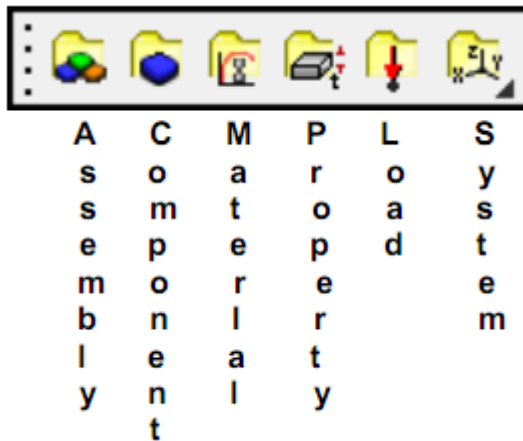 t
X Z Y
Assembly
Component
Materlal
Property
Load
System